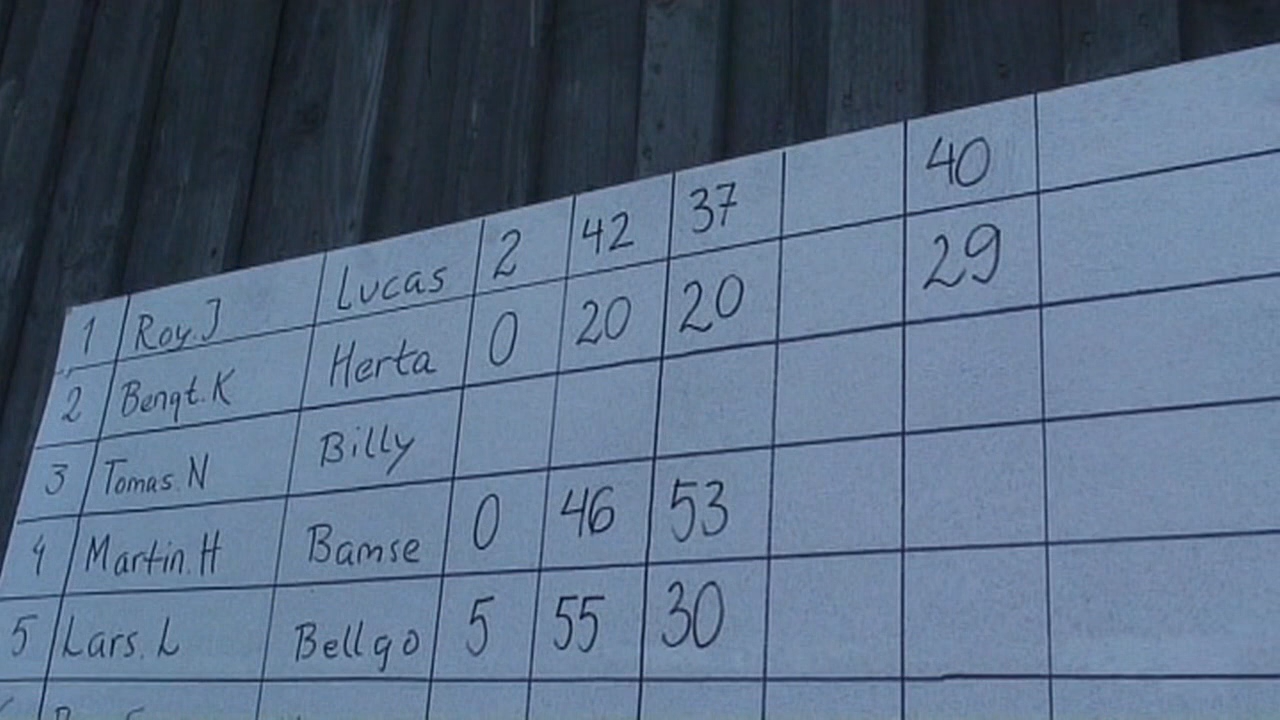 1 Roy. J Lucas 2 42 37 40
2 Bengt. K Herta 0 20 20 29
3 Tomas. N Billy
4 Martin. H Bamse 0 46 53
5 Lars. L Bellgo 5 55 30